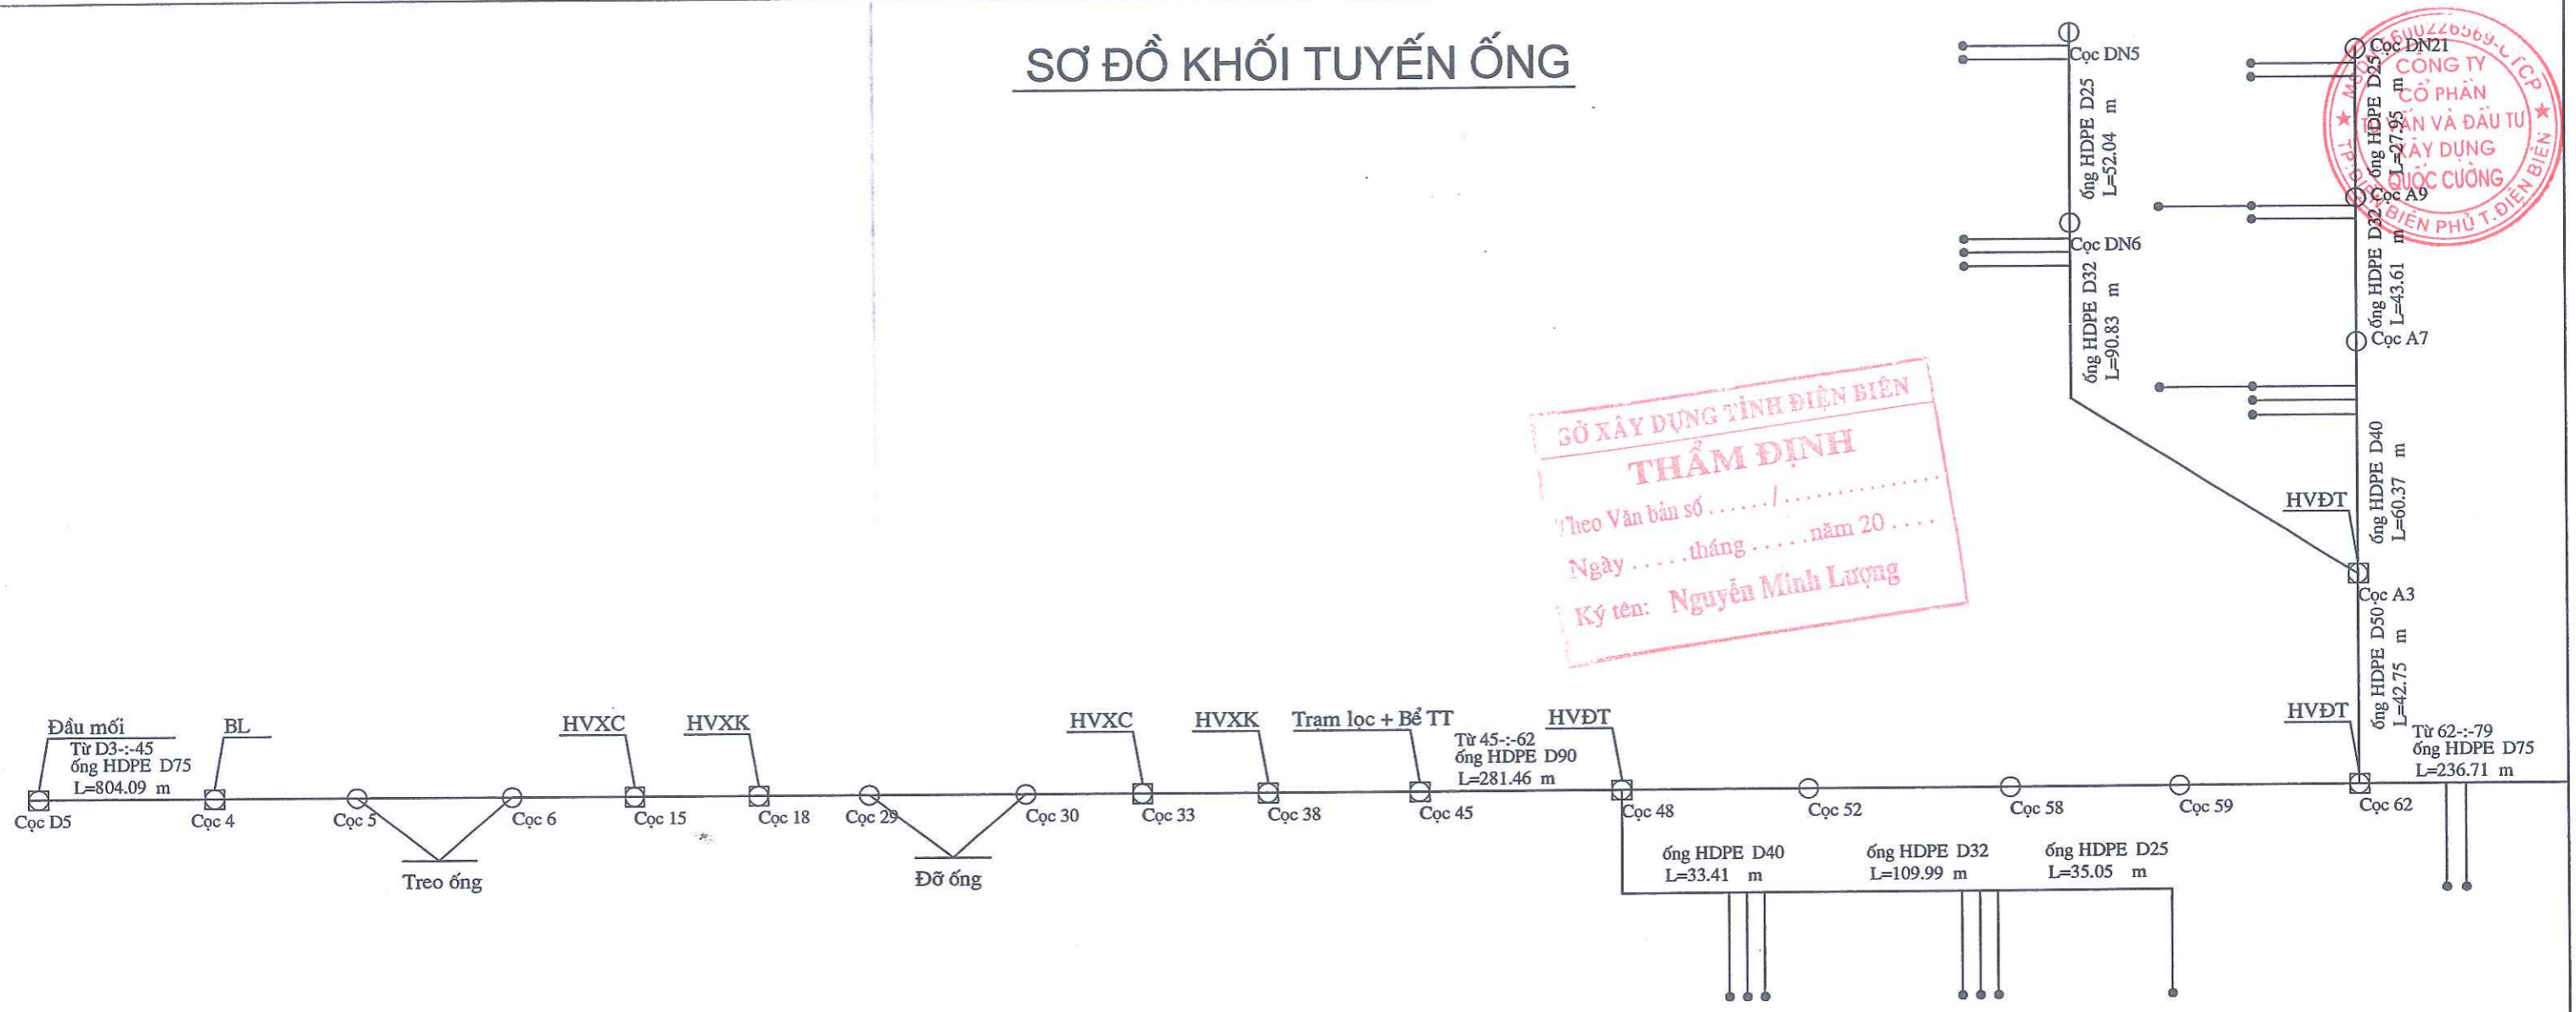 SƠ ĐỒ KHỐI TUYẾN ỐNG
Cọc DN5
ống HDPE D25
L=52.04 m
Cọc DN6
ống HDPE D32
L=90.83 m
Cọc DN21
ống HDPE D25
L=27.95 m
Cọc A9
ống HDPE D32
L=43.61 m
Cọc A7
ống HDPE D40
L=60.37 m
HVĐT
Cọc A3
ống HDPE D50
L=42.75 m
CÔNG TY
CỔ PHẦN
VẤN VÀ ĐẦU TƯ
XÂY DỰNG
QUỐC CƯỜNG
TP. ĐIỆN BIÊN PHỦ T. ĐIỆN BIÊN
SỞ XÂY DỰNG TỈNH ĐIỆN BIÊN
THẨM ĐỊNH
Theo Văn bản số ....../................
Ngày .....tháng .....năm 20 ....
Ký tên: Nguyễn Minh Lượng
Đầu mối
Từ D3-:-45
ống HDPE D75
L=804.09 m
BL
HVXC
HVXK
HVXC
HVXK
Trạm lọc + Bể TT
Từ 45-:-62
ống HDPE D90
L=281.46 m
HVĐT
HVĐT
Từ 62-:-79
ống HDPE D75
L=236.71 m
Cọc D5
Cọc 4
Cọc 5
Cọc 6
Cọc 15
Cọc 18
Cọc 29
Cọc 30
Cọc 33
Cọc 38
Cọc 45
Cọc 48
Cọc 52
Cọc 58
Cọc 59
Cọc 62
Treo ống
Đỡ ống
ống HDPE D40
L=33.41 m
ống HDPE D32
L=109.99 m
ống HDPE D25
L=35.05 m